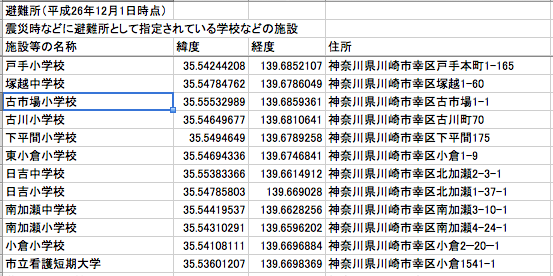 避難所（平成26年12月1日時点）
震災時などに避難所として指定されている学校などの施設
施設等の名称 緯度 経度 住所
戸手小学校 35.54244208 139.6852107 神奈川県川崎市幸区戸手本町1-165
塚越中学校 35.54784762 139.6786049 神奈川県川崎市幸区塚越1-60
古市場小学校 35.55532989 139.6859361 神奈川県川崎市幸区古市場1-1
古川小学校 35.54649677 139.6810641 神奈川県川崎市幸区古川町70
下平間小学校 35.5494649 139.6789258 神奈川県川崎市幸区下平間175
東小倉小学校 35.54694336 139.6746841 神奈川県川崎市幸区小倉1-9
日吉中学校 35.55383366 139.6614912 神奈川県川崎市幸区北加瀬2-3-1
日吉小学校 35.54785803 139.669028 神奈川県川崎市幸区北加瀬1-37-1
南加瀬中学校 35.54419537 139.6628256 神奈川県川崎市幸区南加瀬3-10-1
南加瀬小学校 35.54310291 139.6596202 神奈川県川崎市幸区南加瀬4-24-1
小倉小学校 35.54108111 139.6696884 神奈川県川崎市幸区小倉2−20−1
市立看護短期大学 35.53601207 139.6698369 神奈川県川崎市幸区小倉1541-1